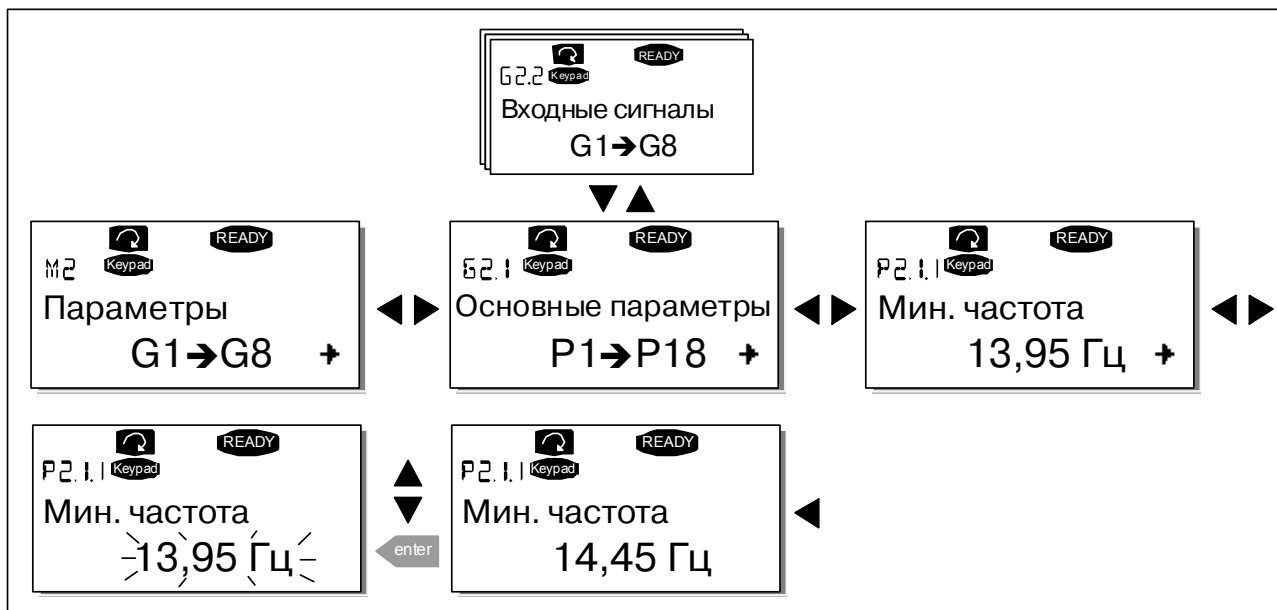 READY
G2.2 Keypad
Входные сигналы
G1→G8
READY
M2 Keypad
Параметры
G1→G8
READY
G2.1 Keypad
Основные параметры
P1→P18
READY
P2.1.1 Keypad
Мин. частота
13,95 Гц
READY
P2.1.1 Keypad
Мин. частота
13,95 Гц
enter
READY
P2.1.1 Keypad
Мин. частота
14,45 Гц